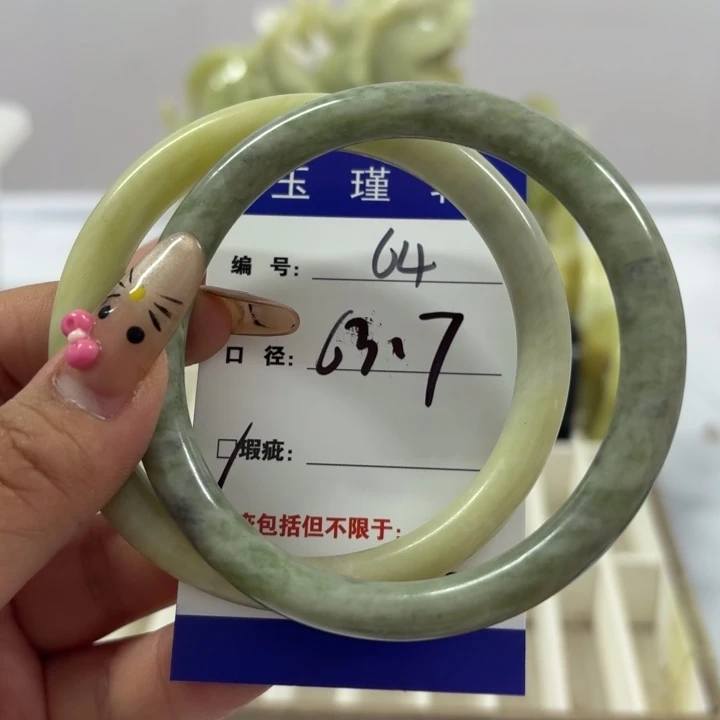 玉 瑾
编 号: 64
口 径: 63.7
□瑕疵:
包括但不限于: